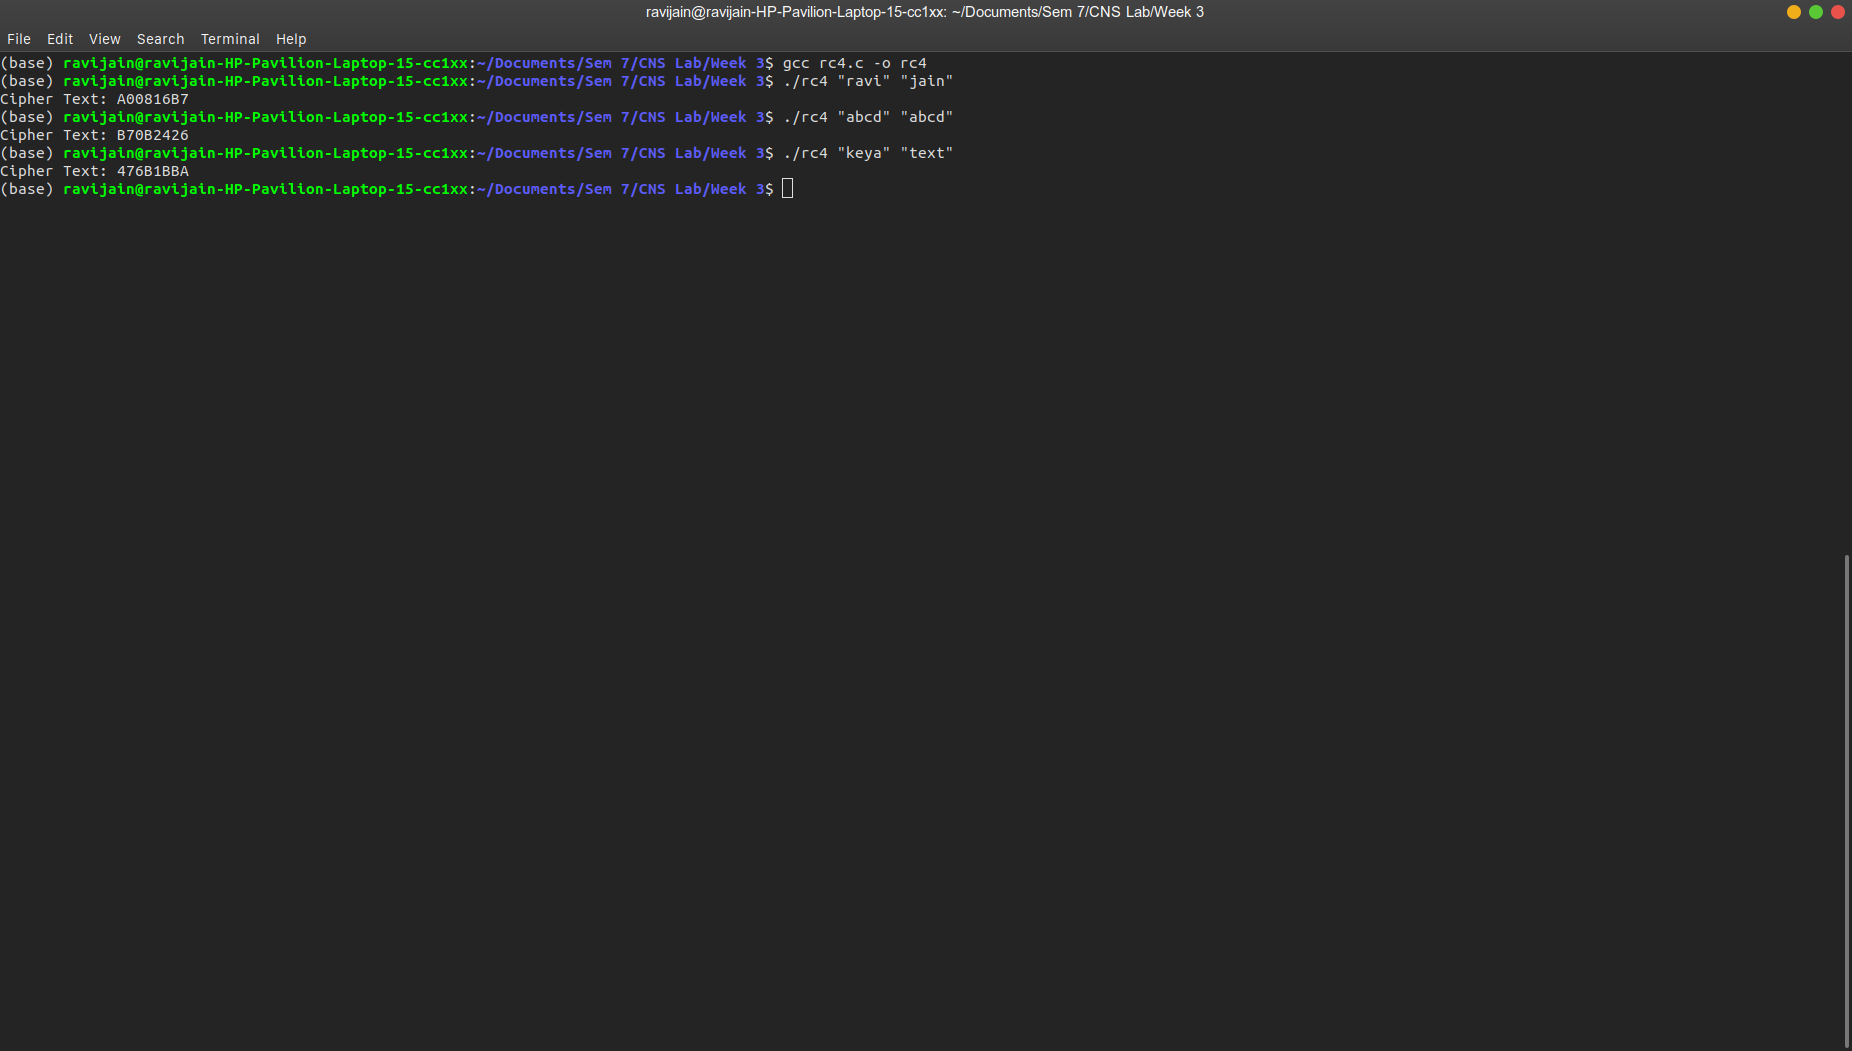 ravijain@ravijain-HP-Pavilion-Laptop-15-cc1xx: ~/Documents/Sem 7/CNS Lab/Week 3
File Edit View Search Terminal Help
(base) ravijain@ravijain-HP-Pavilion-Laptop-15-cc1xx:~/Documents/Sem 7/CNS Lab/Week 3$ gcc rc4.c -o rc4
(base) ravijain@ravijain-HP-Pavilion-Laptop-15-cc1xx:~/Documents/Sem 7/CNS Lab/Week 3$ ./rc4 "ravi" "jain"
Cipher Text: A00816B7
(base) ravijain@ravijain-HP-Pavilion-Laptop-15-cc1xx:~/Documents/Sem 7/CNS Lab/Week 3$ ./rc4 "abcd" "abcd"
Cipher Text: B70B2426
(base) ravijain@ravijain-HP-Pavilion-Laptop-15-cc1xx:~/Documents/Sem 7/CNS Lab/Week 3$ ./rc4 "keya" "text"
Cipher Text: 476B1BBA
(base) ravijain@ravijain-HP-Pavilion-Laptop-15-cc1xx:~/Documents/Sem 7/CNS Lab/Week 3$